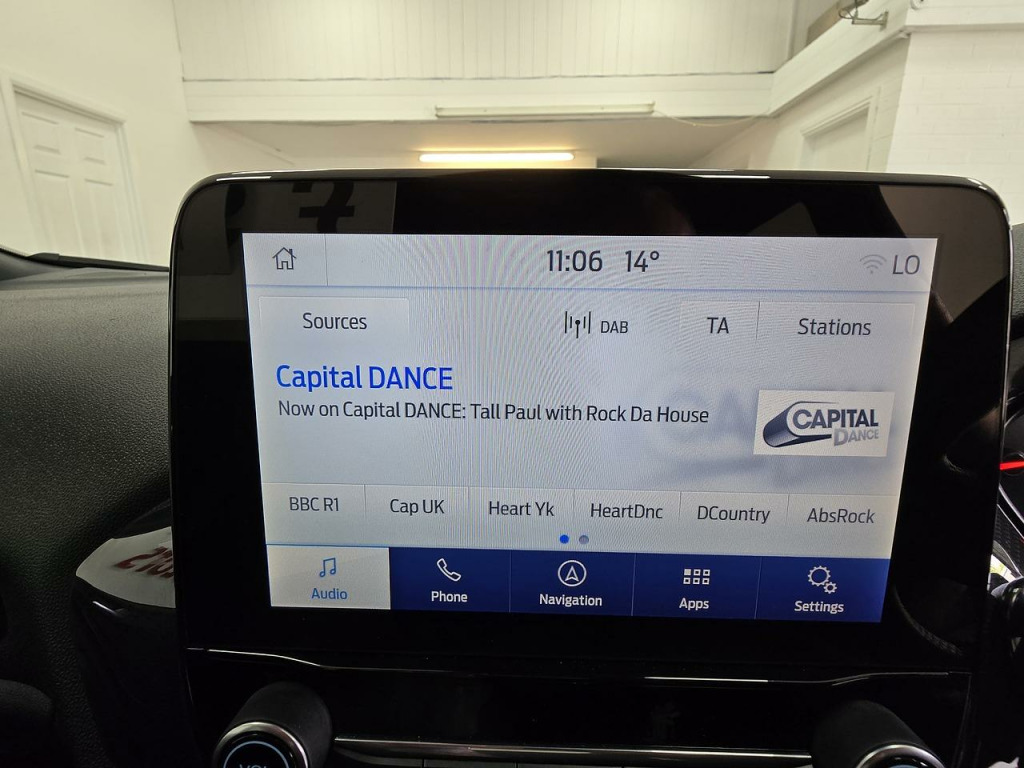 11:06 14° LO
Sources DAB TA Stations
Capital DANCE
Now on Capital DANCE: Tall Paul with Rock Da House
CAPITAL
DANCE
BBC R1 Cap UK Heart Yk HeartDnc DCountry AbsRock
Audio Phone Navigation Apps Settings
VOL